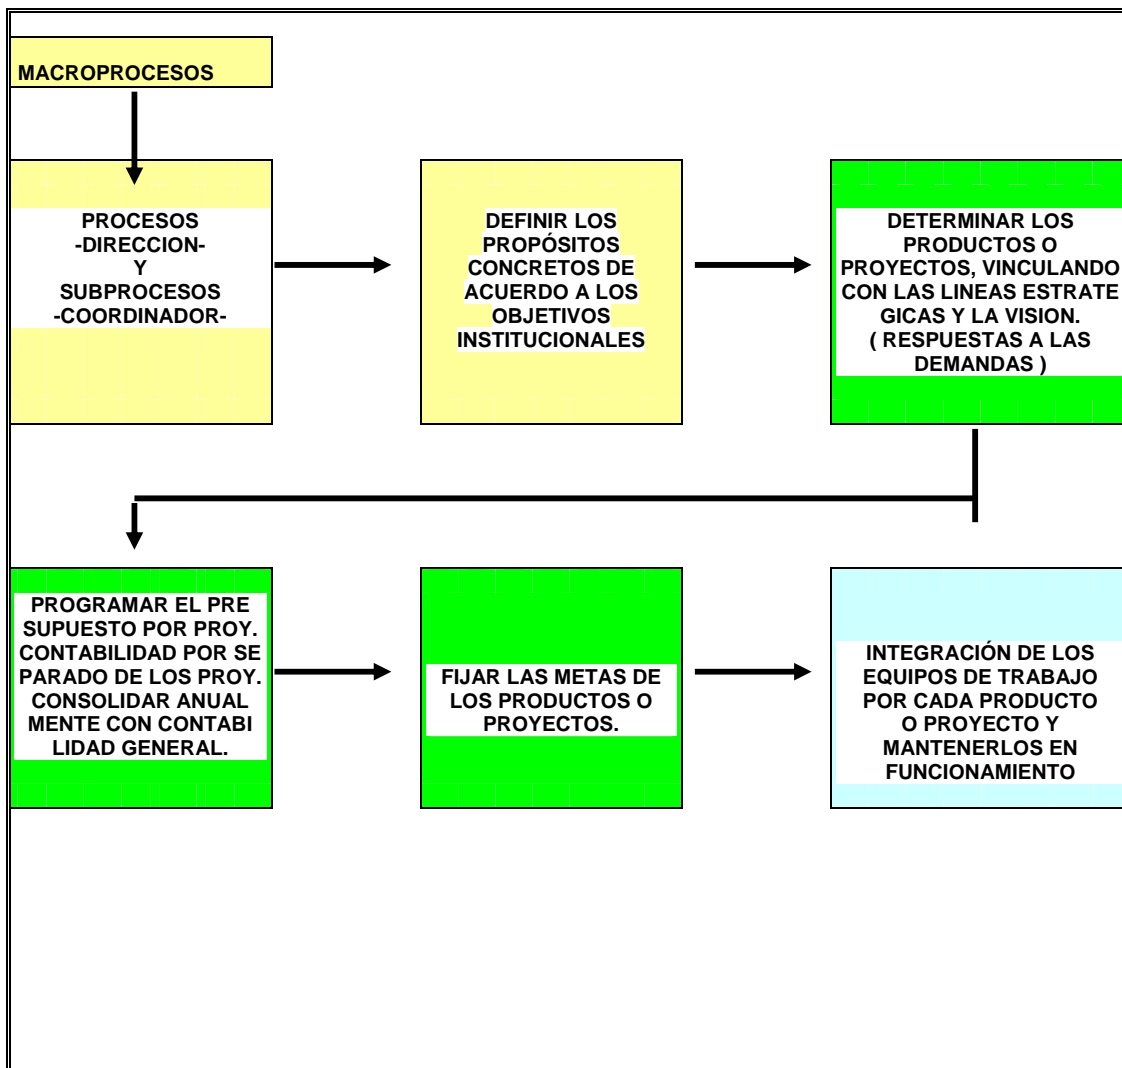 MACROPROCESOS
PROCESOS
-DIRECCION-
Y
SUBPROCESOS
-COORDINADOR-
DEFINIR LOS
PROPÓSITOS
CONCRETOS DE
ACUERDO A LOS
OBJETIVOS
INSTITUCIONALES
DETERMINAR LOS
PRODUCTOS O
PROYECTOS, VINCULANDO
CON LAS LINEAS ESTRATE
GICAS Y LA VISION.
( RESPUESTAS A LAS
DEMANDAS )
PROGRAMAR EL PRE
SUPUESTO POR PROY.
CONTABILIDAD POR SE
PARADO DE LOS PROY.
CONSOLIDAR ANUAL
MENTE CON CONTABI
LIDAD GENERAL.
FIJAR LAS METAS DE
LOS PRODUCTOS O
PROYECTOS.
INTEGRACIÓN DE LOS
EQUIPOS DE TRABAJO
POR CADA PRODUCTO
O PROYECTO Y
MANTENERLOS EN
FUNCIONAMIENTO